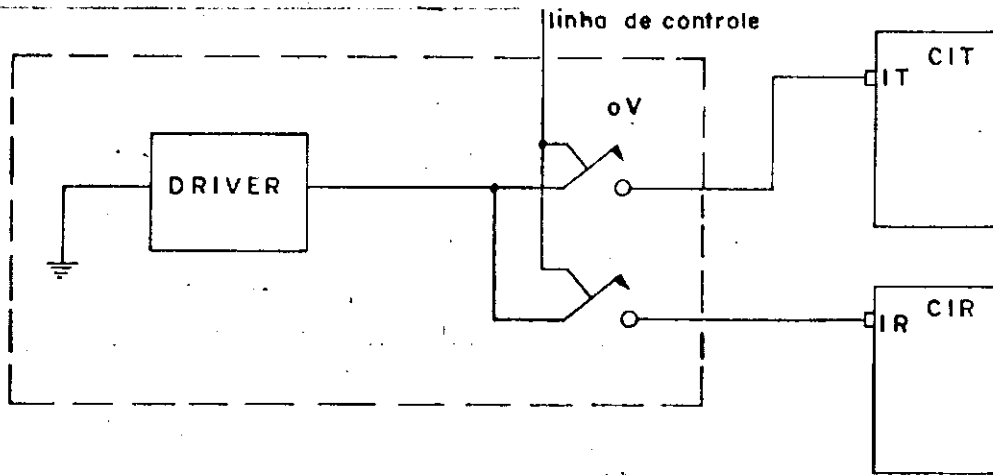 linha de controle
CIT
IT
oV
DRIVER
CIR
IR